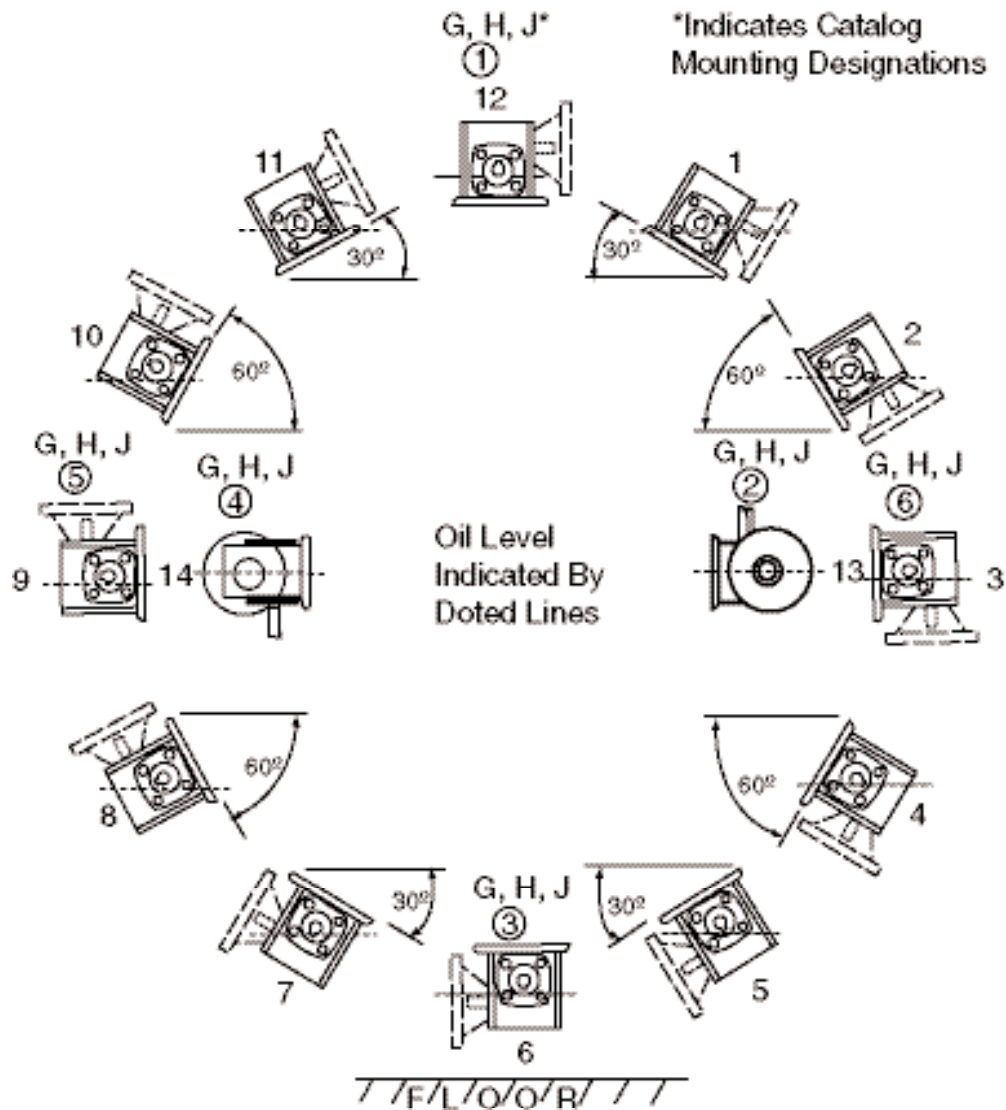 G, H, J*
①
12
*Indicates Catalog
Mounting Designations
11
30º
1
30º
10
60º
2
60º
G, H, J
⑤
9
G, H, J
④
14
Oil Level
Indicated By
Doted Lines
G, H, J
②
13
G, H, J
⑥
3
8
60º
4
60º
7
30º
G, H, J
③
6
30º
5
FLOOR